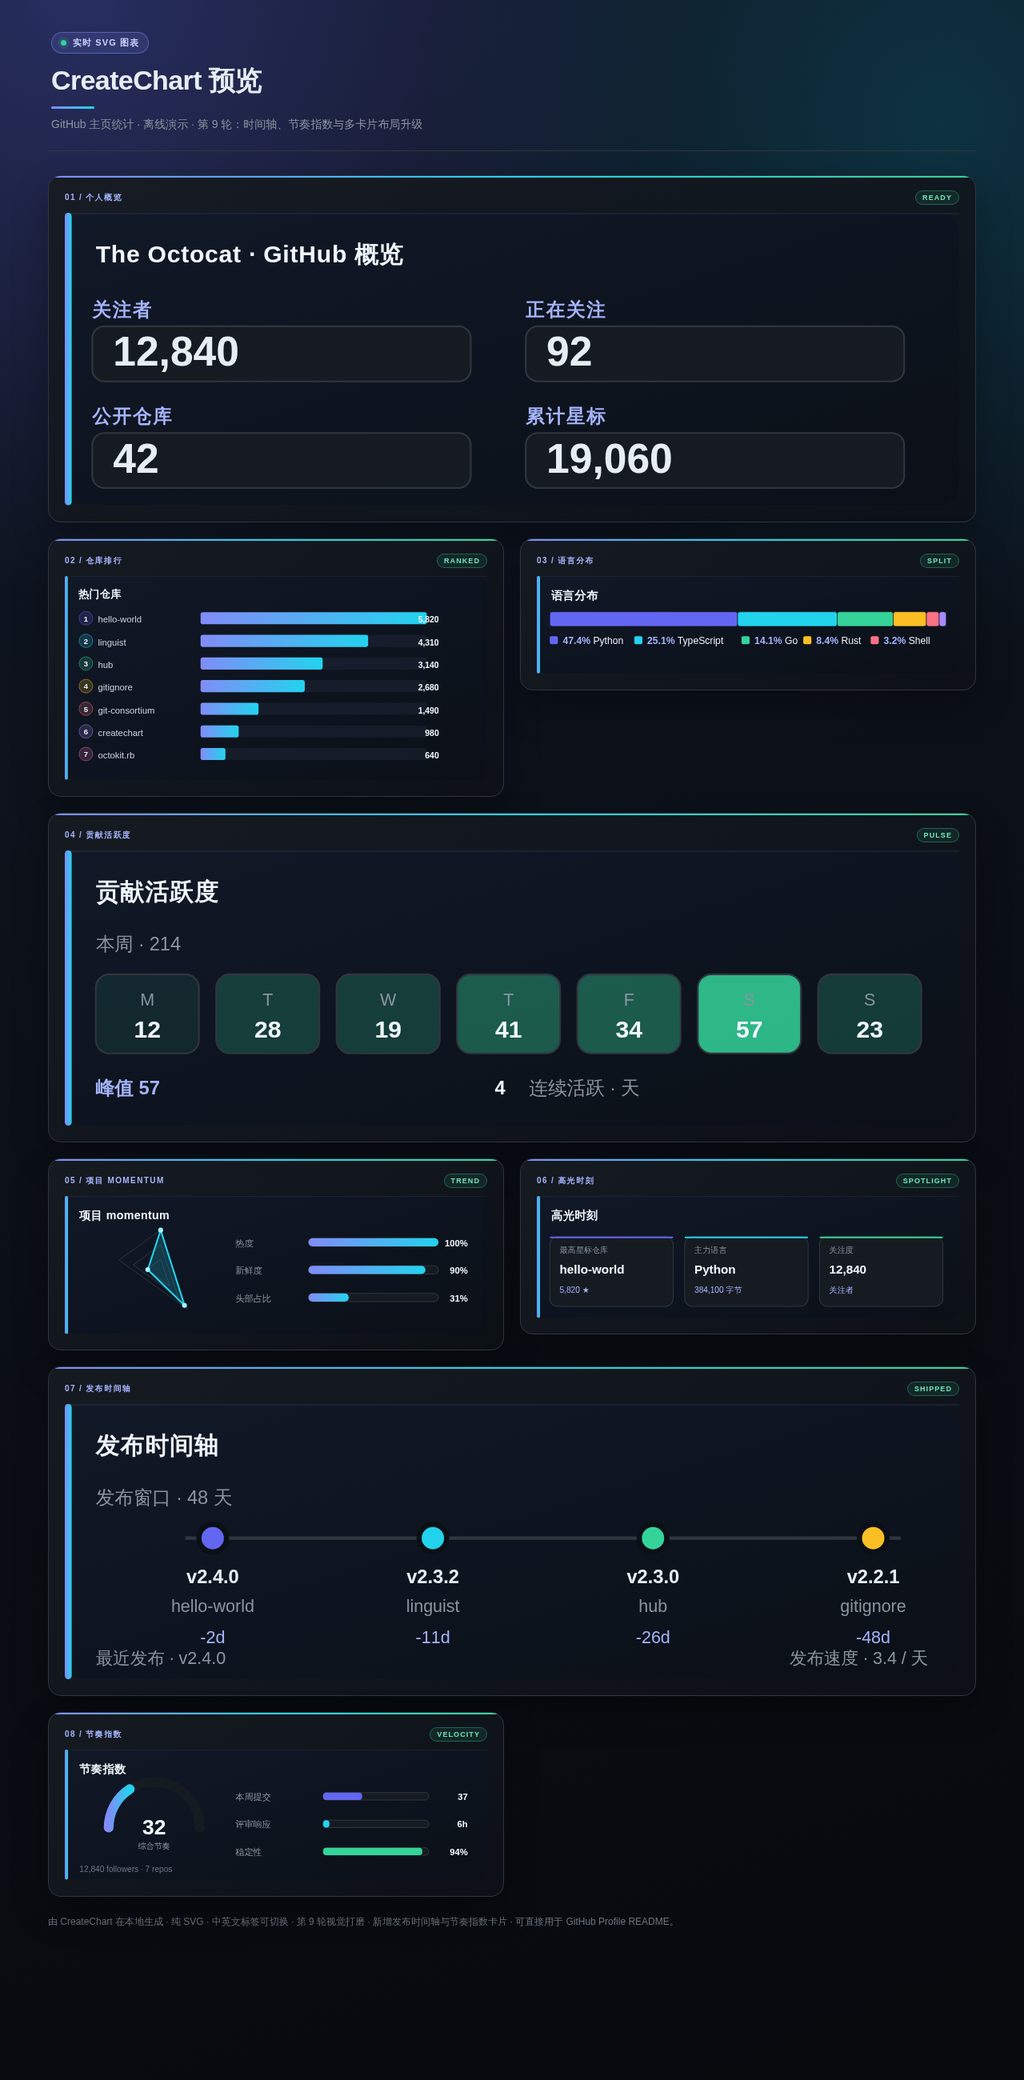 实时 SVG 图表
CreateChart 预览
GitHub 主页统计 · 离线演示 · 第 9 轮：时间轴、节奏指数与多卡片布局升级
01 / 个人概览
READY
The Octocat · GitHub 概览
关注者
正在关注
12,840
92
公开仓库
累计星标
42
19,060
02 / 仓库排行
RANKED
热门仓库
1 hello-world 5,820
2 linguist 4,310
3 hub 3,140
4 gitignore 2,680
5 git-consortium 1,490
6 createchart 980
7 octokit.rb 640
03 / 语言分布
SPLIT
语言分布
47.4% Python 25.1% TypeScript 14.1% Go 8.4% Rust 3.2% Shell
04 / 贡献活跃度
PULSE
贡献活跃度
本周 · 214
M T W T F S S
12 28 19 41 34 57 23
峰值 57
4 连续活跃 · 天
05 / 项目 MOMENTUM
TREND
项目 momentum
热度 100%
新鲜度 90%
头部占比 31%
06 / 高光时刻
SPOTLIGHT
高光时刻
最高星标仓库
hello-world
5,820 ★
主力语言
Python
384,100 字节
关注度
12,840
关注者
07 / 发布时间轴
SHIPPED
发布时间轴
发布窗口 · 48 天
v2.4.0 v2.3.2 v2.3.0 v2.2.1
hello-world linguist hub gitignore
-2d -11d -26d -48d
最近发布 · v2.4.0
发布速度 · 3.4 / 天
08 / 节奏指数
VELOCITY
节奏指数
32
综合节奏
12,840 followers · 7 repos
本周提交 37
评审响应 6h
稳定性 94%
由 CreateChart 在本地生成 · 纯 SVG · 中英文标签可切换 · 第 9 轮视觉打磨 · 新增发布时间轴与节奏指数卡片 · 可直接用于 GitHub Profile README。